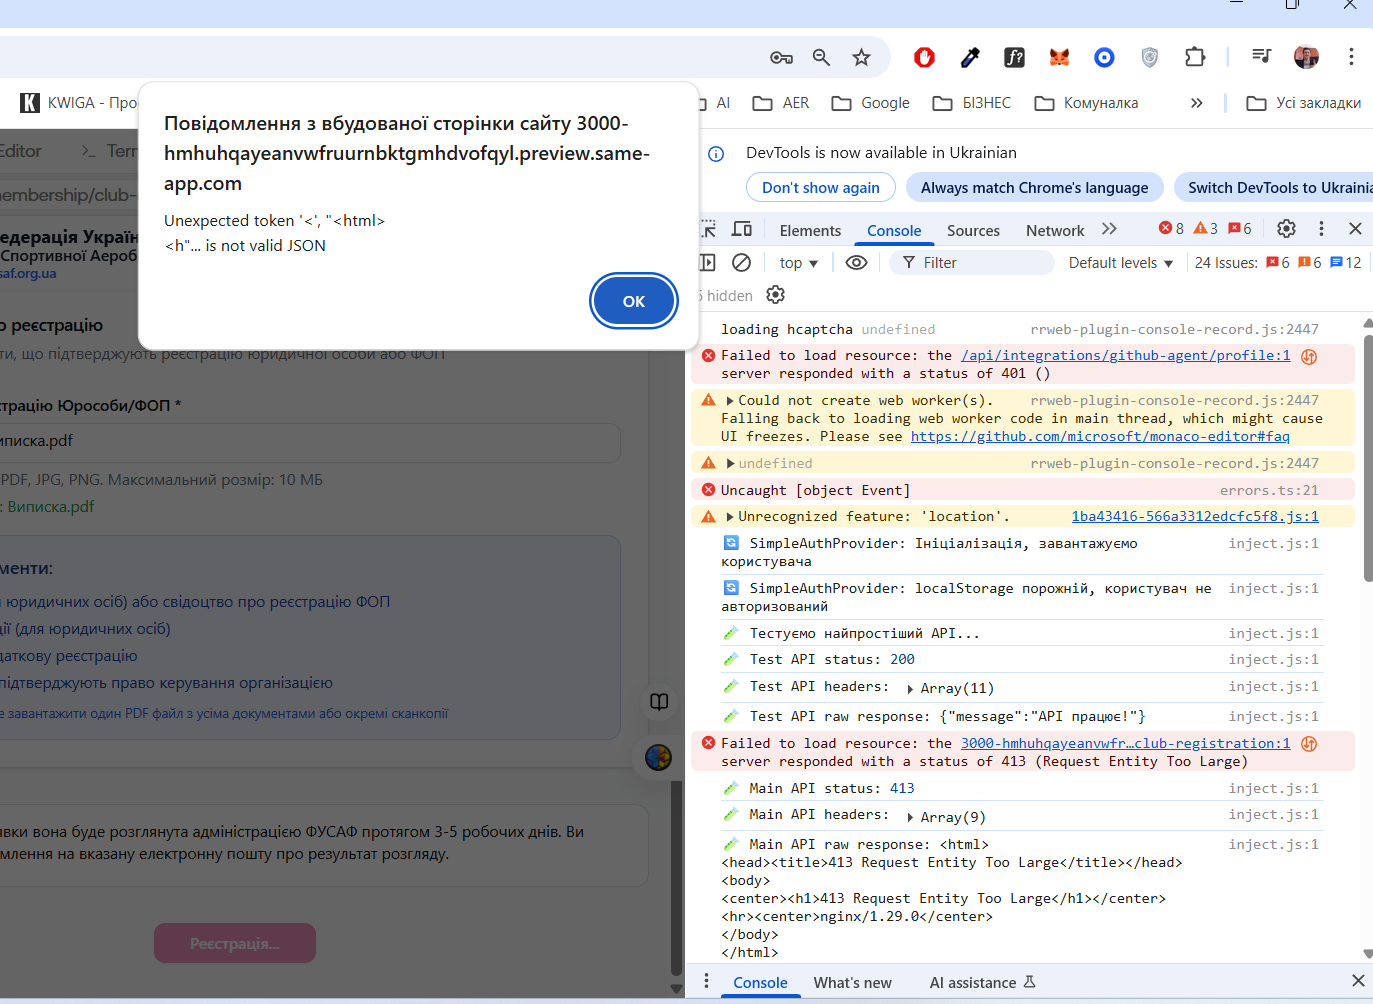 KWIGA - Про
AI
AER
Google
БІЗНЕС
Комуналка
Усі закладки
Editor
>_ Terr
membership/club-
едерація Україн
Спортивної Аероб
saf.org.ua
о реєстрацію
ти, що підтверджують реєстрацію юридичної особи або ФОП
страцію Юрособи/ФОП *
иписка.pdf
PDF, JPG, PNG. Максимальний розмір: 10 МБ
: Виписка.pdf
менти:
я юридичних осіб) або свідоцтво про реєстрацію ФОП
ції (для юридичних осіб)
даткову реєстрацію
підтверджують право керування організацією
е завантажити один PDF файл з усіма документами або окремі сканкопії
явки вона буде розглянута адміністрацією ФУСАФ протягом 3-5 робочих днів. Ви
млення на вказану електронну пошту про результат розгляду.
Реєстрація...
Повідомлення з вбудованої сторінки сайту 3000-
hmhuhqayeanvwfruurnbktgmhdvofqyl.preview.same-
app.com
Unexpected token '<', "<html>
<h"... is not valid JSON
OK
DevTools is now available in Ukrainian
Don't show again
Always match Chrome's language
Switch DevTools to Ukrainia
Elements
Console
Sources
Network
8
3
6
top
Filter
Default levels
24 Issues:
6
6
12
5 hidden
loading hcaptcha undefined rrweb-plugin-console-record.js:2447
Failed to load resource: the /api/integrations/github-agent/profile:1
server responded with a status of 401 ()
Could not create web worker(s). rrweb-plugin-console-record.js:2447
Falling back to loading web worker code in main thread, which might cause
UI freezes. Please see https://github.com/microsoft/monaco-editor#faq
undefined rrweb-plugin-console-record.js:2447
Uncaught [object Event] errors.ts:21
Unrecognized feature: 'location'. 1ba43416-566a3312edcfc5f8.js:1
SimpleAuthProvider: Ініціалізація, завантажуємо inject.js:1
користувача
SimpleAuthProvider: localStorage порожній, користувач не inject.js:1
авторизований
Тестуємо найпростіший API... inject.js:1
Test API status: 200 inject.js:1
Test API headers: Array(11) inject.js:1
Test API raw response: {"message":"API працює!"} inject.js:1
Failed to load resource: the 3000-hmhuhqayeanvwfr…club-registration:1
server responded with a status of 413 (Request Entity Too Large)
Main API status: 413 inject.js:1
Main API headers: Array(9) inject.js:1
Main API raw response: <html> inject.js:1
<head><title>413 Request Entity Too Large</title></head>
<body>
<center><h1>413 Request Entity Too Large</h1></center>
<hr><center>nginx/1.29.0</center>
</body>
</html>
Console
What's new
AI assistance